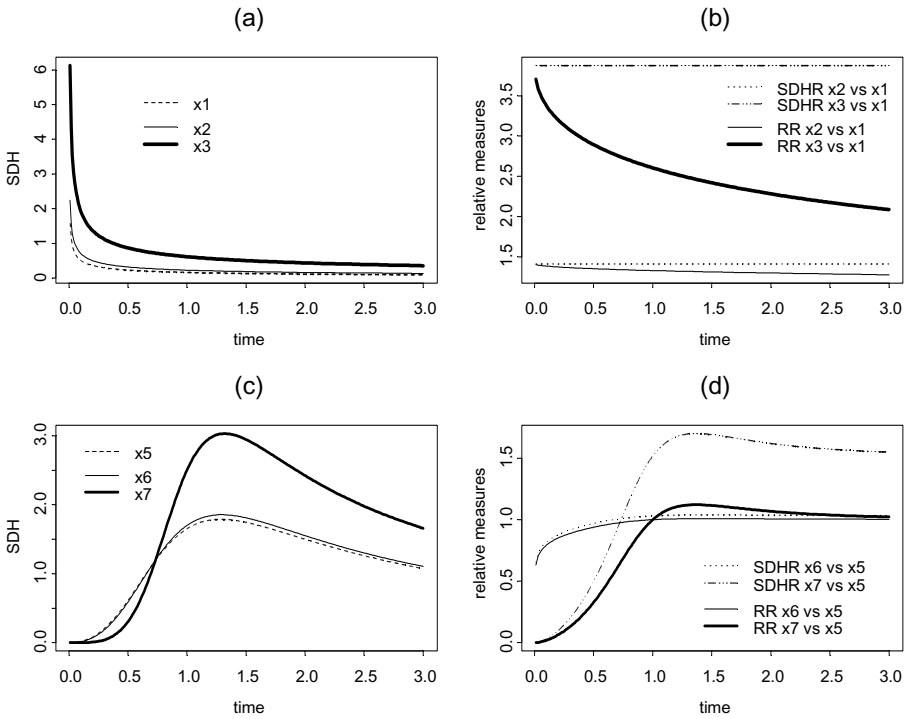 (a)
SDH
0 1 2 3 4 5 6
x1
x2
x3
0.0 0.5 1.0 1.5 2.0 2.5 3.0
time
(b)
relative measures
1.5 2.0 2.5 3.0 3.5
SDHR x2 vs x1
SDHR x3 vs x1
RR x2 vs x1
RR x3 vs x1
0.0 0.5 1.0 1.5 2.0 2.5 3.0
time
(c)
SDH
0.0 1.0 2.0 3.0
x5
x6
x7
0.0 0.5 1.0 1.5 2.0 2.5 3.0
time
(d)
relative measures
0.0 0.5 1.0 1.5
SDHR x6 vs x5
SDHR x7 vs x5
RR x6 vs x5
RR x7 vs x5
0.0 0.5 1.0 1.5 2.0 2.5 3.0
time